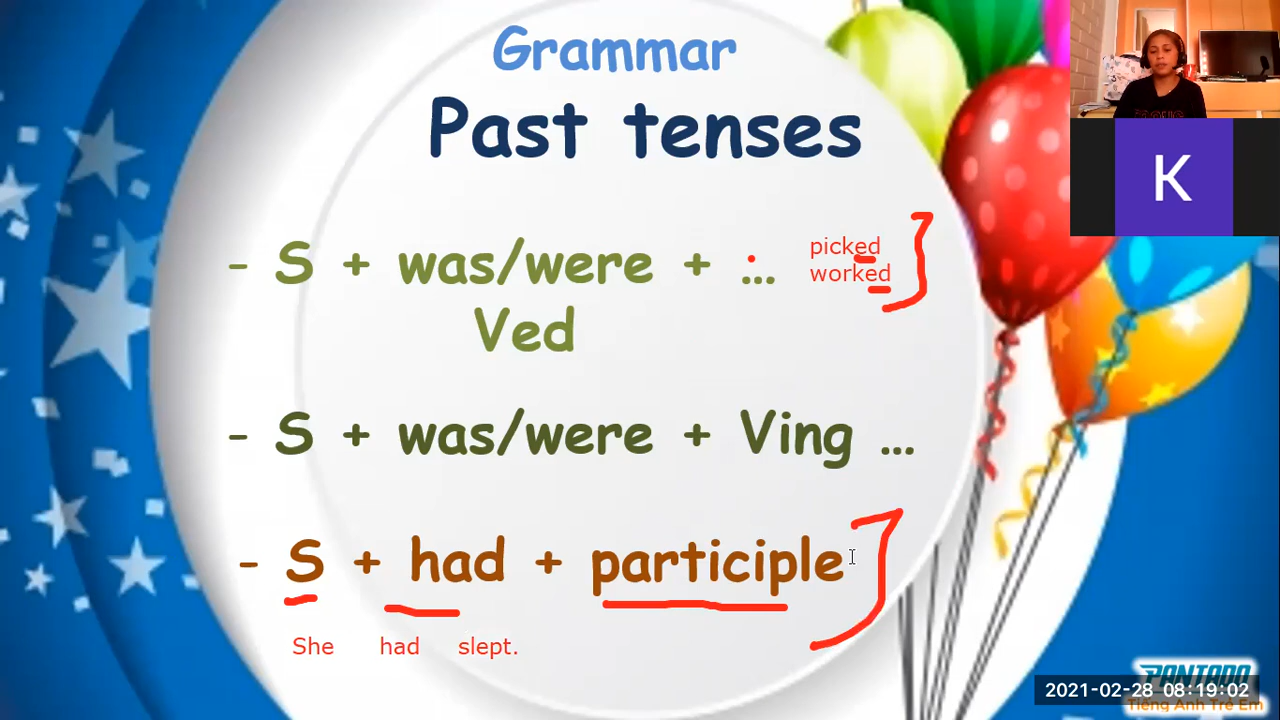 Grammar
Past tenses
- S + was/were + ...
Ved
picked
worked
- S + was/were + Ving ...
- S + had + participle
She had slept.
K
PANTADO
2021-02-28 08:19:02
Tiếng Anh Trẻ Em